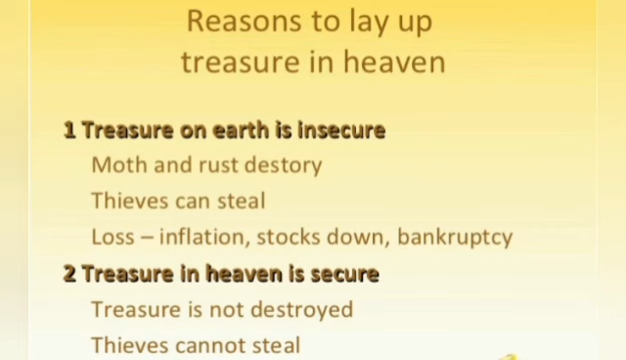 Reasons to lay up
treasure in heaven
1 Treasure on earth is insecure
Moth and rust destory
Thieves can steal
Loss – inflation, stocks down, bankruptcy
2 Treasure in heaven is secure
Treasure is not destroyed
Thieves cannot steal